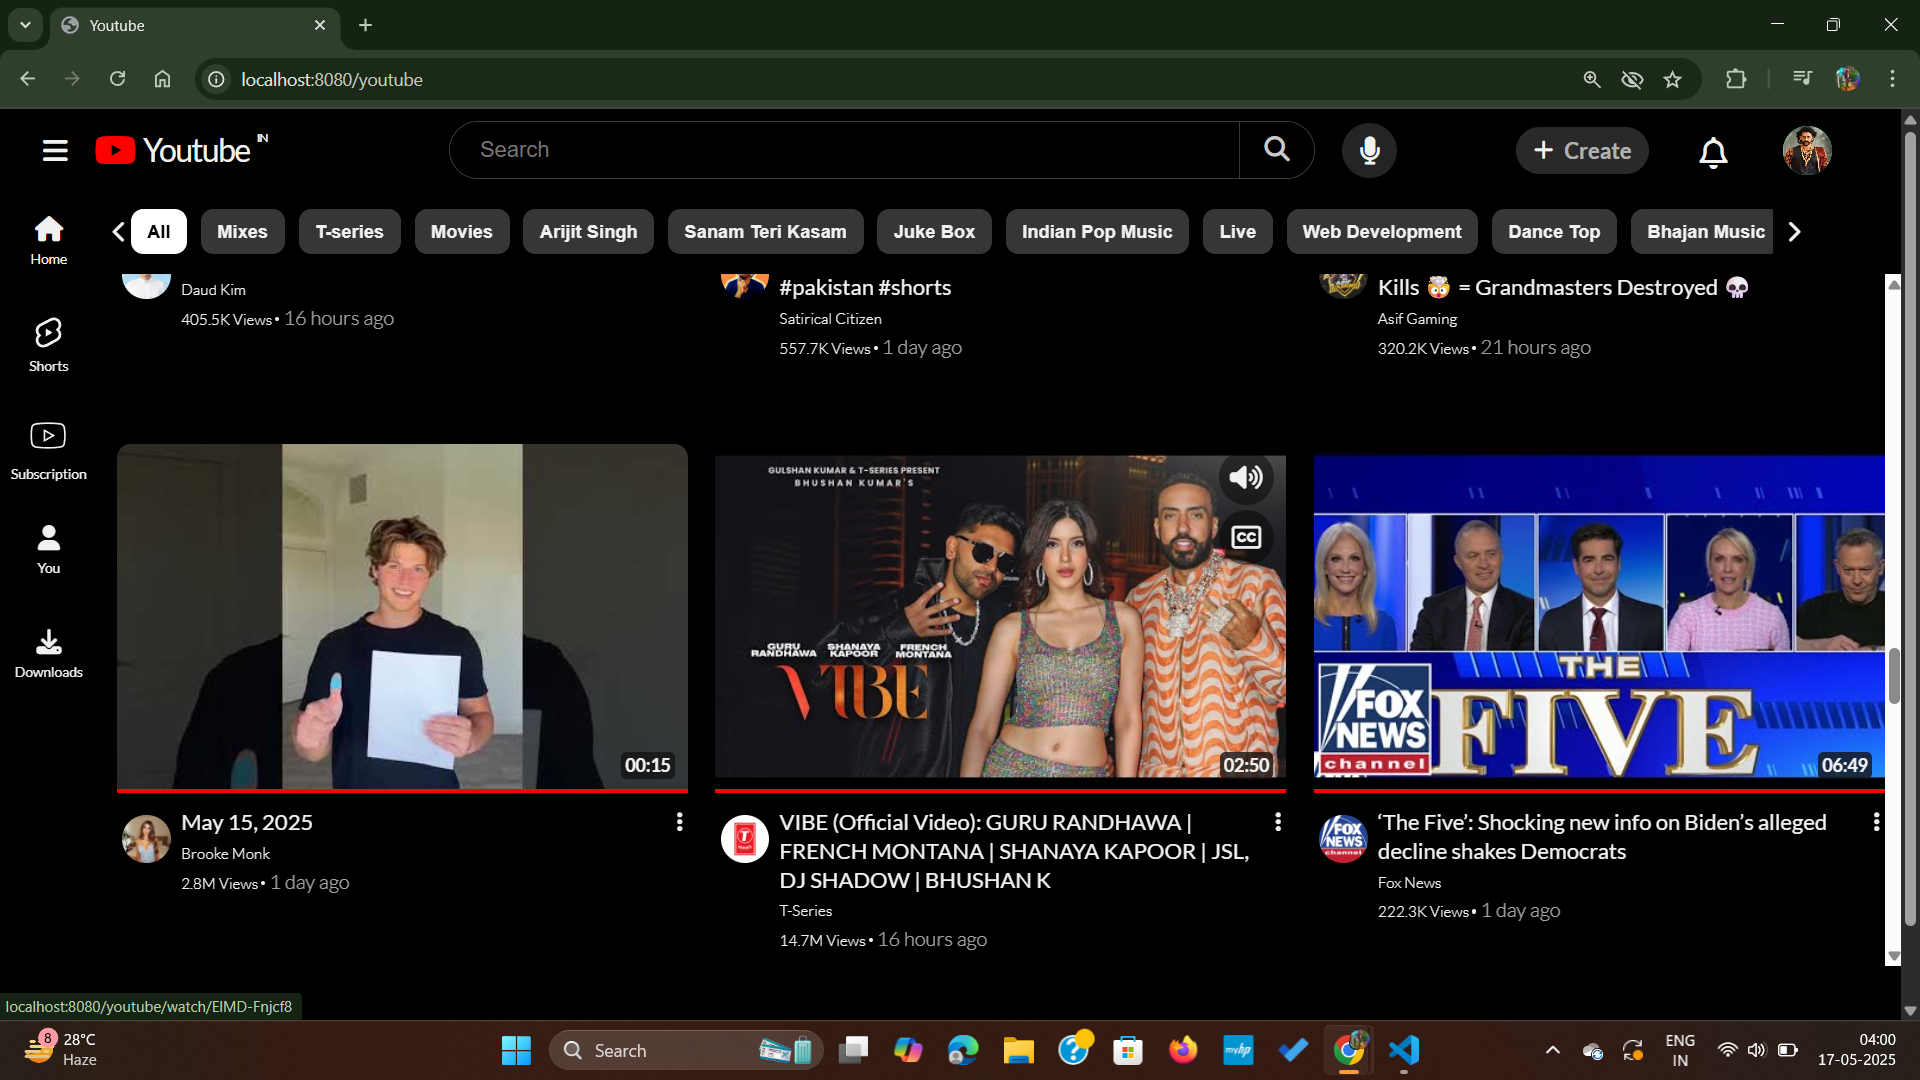 Youtube
localhost:8080/youtube
Youtube IN
Search
+ Create
All
Mixes
T-series
Movies
Arijit Singh
Sanam Teri Kasam
Juke Box
Indian Pop Music
Live
Web Development
Dance Top
Bhajan Music
Home
Shorts
Subscription
You
Downloads
Daud Kim
405.5K Views • 16 hours ago
#pakistan #shorts
Satirical Citizen
557.7K Views • 1 day ago
Kills 🤯 = Grandmasters Destroyed 💀
Asif Gaming
320.2K Views • 21 hours ago
00:15
May 15, 2025
Brooke Monk
2.8M Views • 1 day ago
GULSHAN KUMAR & T-SERIES PRESENT
BHUSHAN KUMAR'S
CC
GURU RANDHAWA
SHANAYA KAPOOR
FRENCH MONTANA
VIBE
02:50
VIBE (Official Video): GURU RANDHAWA |
FRENCH MONTANA | SHANAYA KAPOOR | JSL,
DJ SHADOW | BHUSHAN K
T-Series
14.7M Views • 16 hours ago
THE
FIVE
FOX
NEWS
channel
06:49
FOX
NEWS
channel
‘The Five’: Shocking new info on Biden’s alleged
decline shakes Democrats
Fox News
222.3K Views • 1 day ago
localhost:8080/youtube/watch/EIMD-Fnjcf8
8
28°C
Haze
Search
myhp
ENG
IN
04:00
17-05-2025